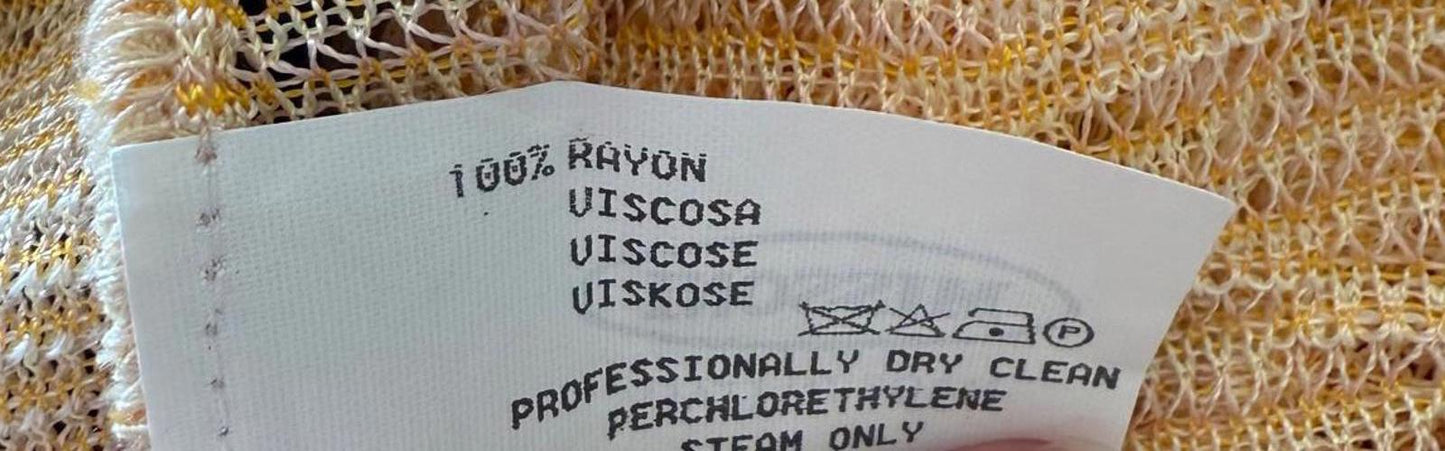 100% RAYON
VISCOSA
VISCOSE
VISKOSE
P
PROFESSIONALLY DRY CLEAN
PERCHLORETHYLENE
STEAM ONLY